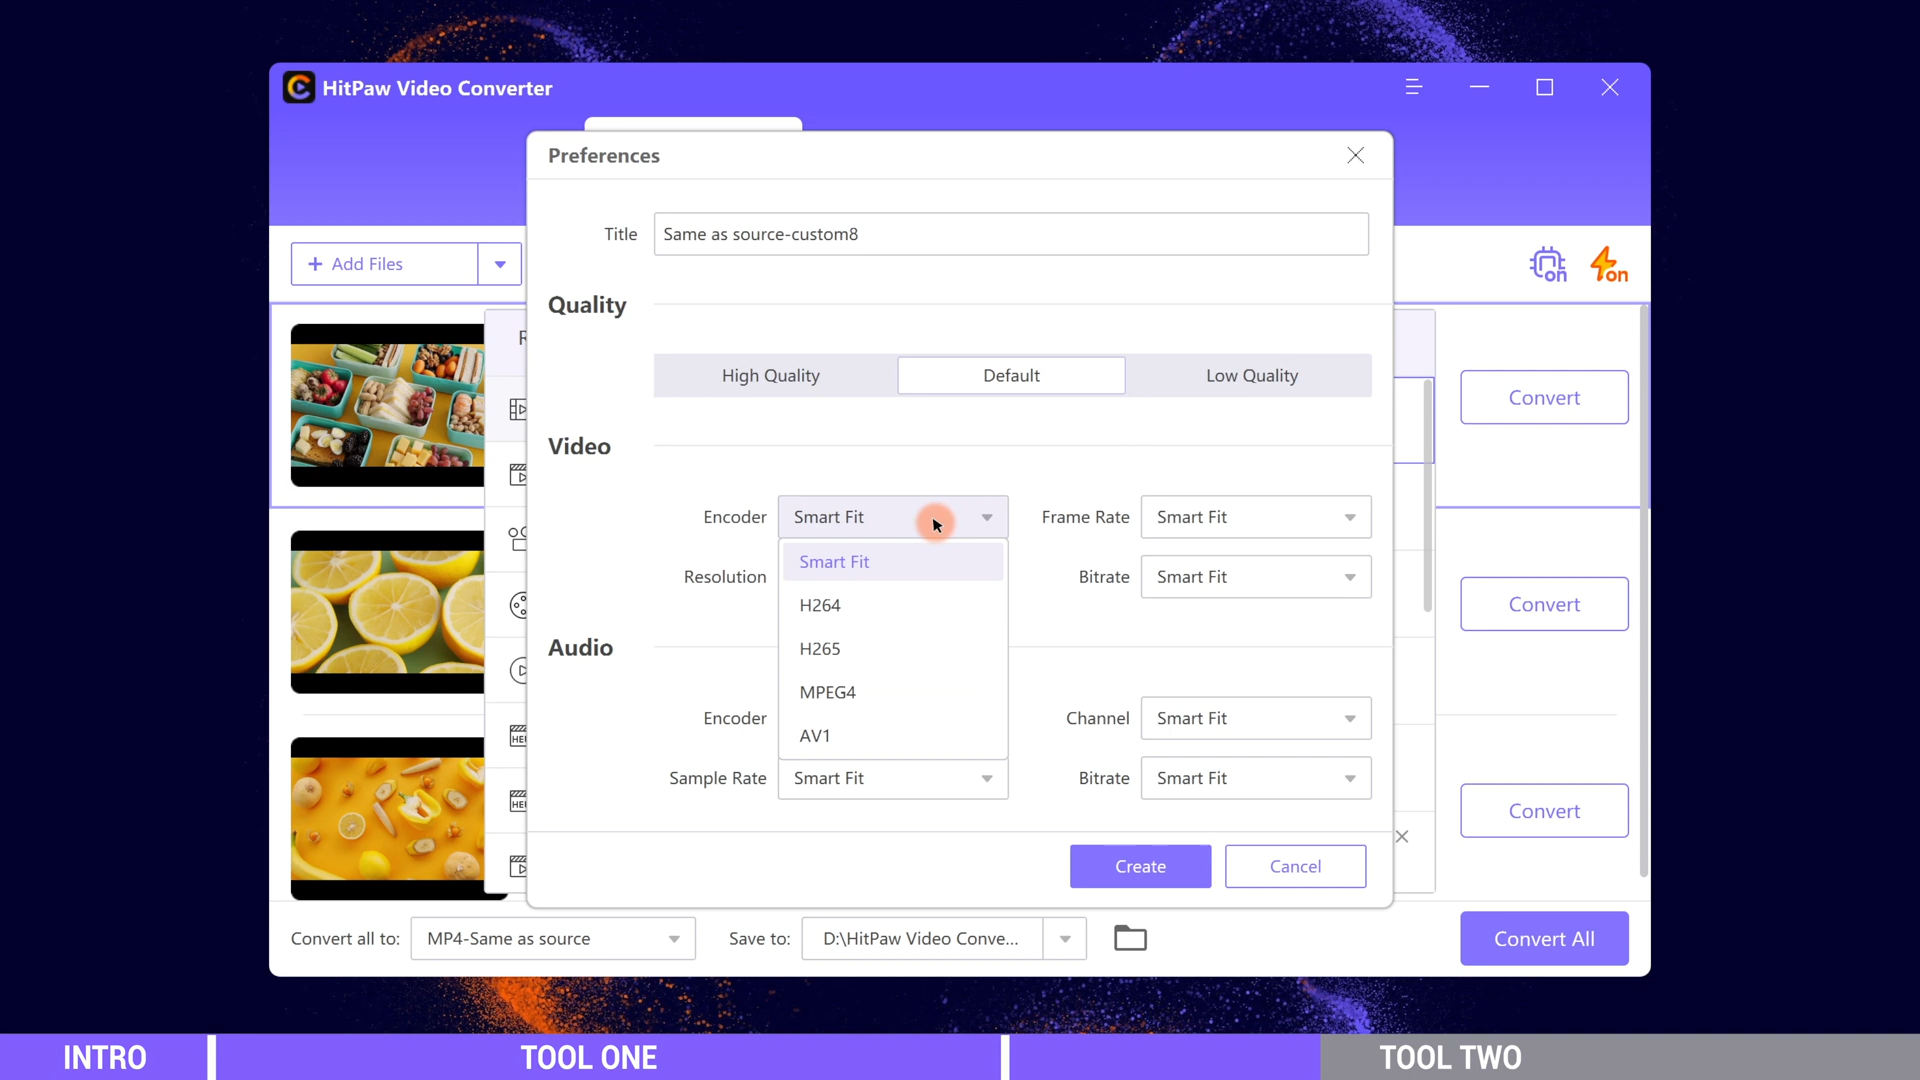 HitPaw Video Converter
Preferences
Title
Same as source-custom8
+ Add Files
on
on
Quality
High Quality
Default
Low Quality
Convert
Video
Encoder
Smart Fit
Frame Rate
Smart Fit
Smart Fit
Resolution
Bitrate
Smart Fit
H264
Convert
H265
Audio
MPEG4
Encoder
Channel
Smart Fit
AV1
Sample Rate
Smart Fit
Bitrate
Smart Fit
Convert
Create
Cancel
Convert all to:
MP4-Same as source
Save to:
D:\HitPaw Video Conve...
Convert All
INTRO
TOOL ONE
TOOL TWO